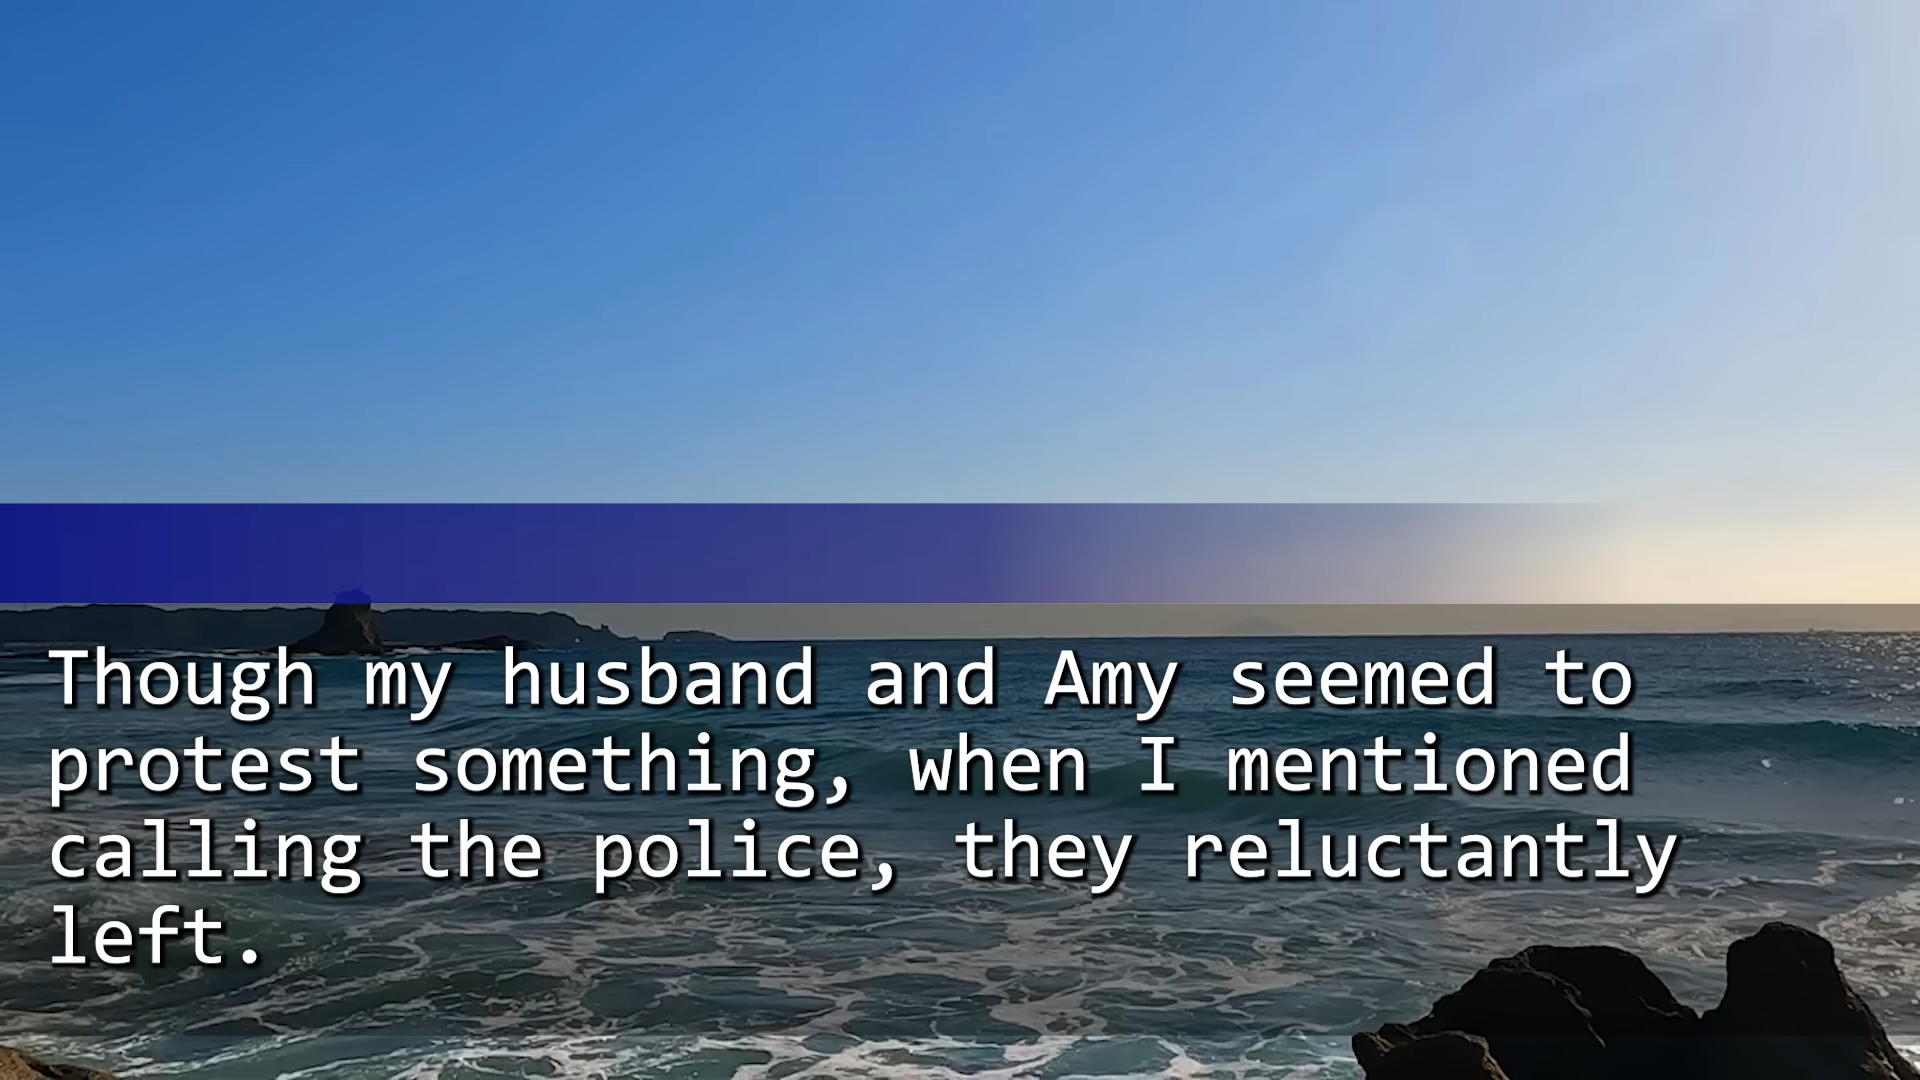 Though my husband and Amy seemed to
protest something, when I mentioned
calling the police, they reluctantly
left.